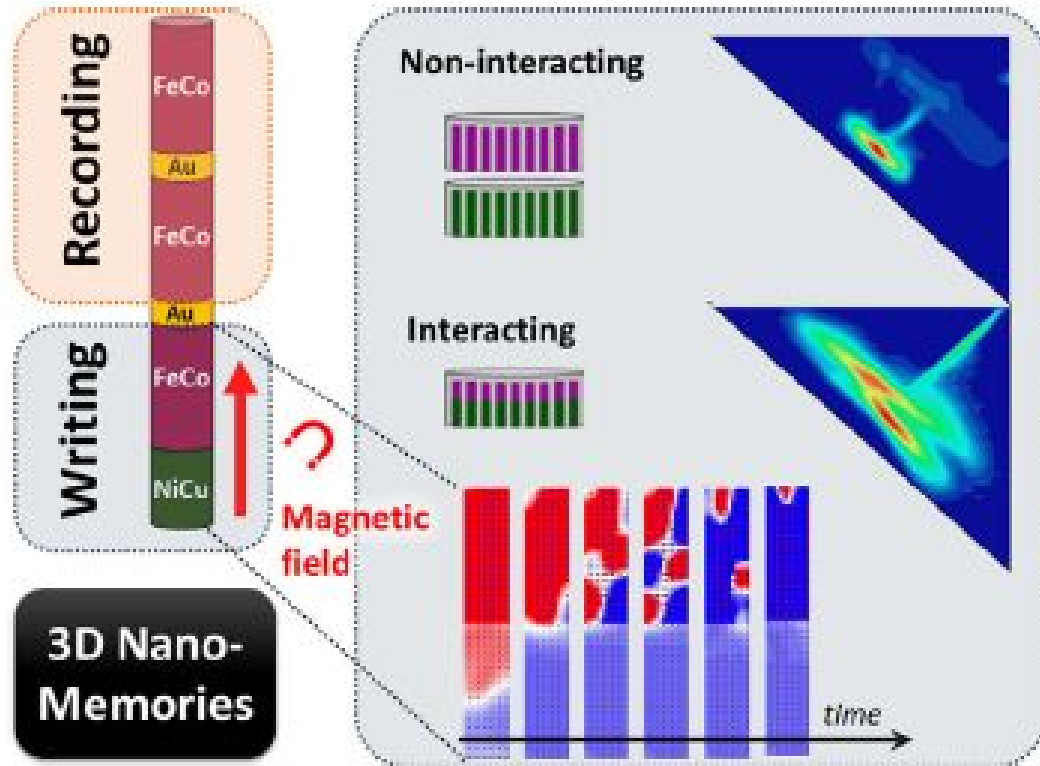 Recording
FeCo
Au
FeCo
Au
Writing
FeCo
NiCu
?
Magnetic
field
3D Nano-
Memories
Non-interacting
Interacting
time